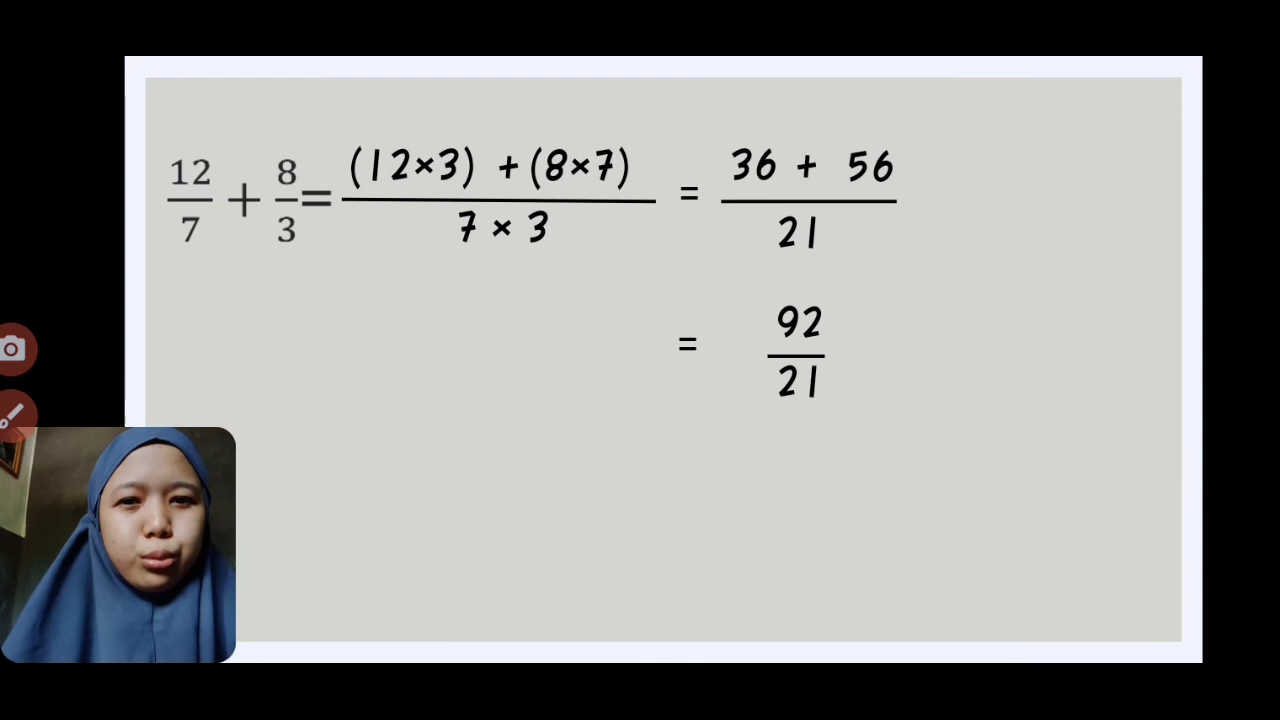 12/7 + 8/3 = ((12×3) + (8×7))/(7 × 3) = (36 + 56)/21
= 92/21